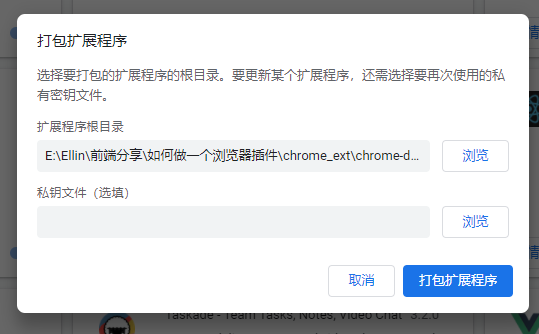 打包扩展程序
选择要打包的扩展程序的根目录。要更新某个扩展程序，还需选择要再次使用的私
有密钥文件。
扩展程序根目录
E:\Ellin\前端分享\如何做一个浏览器插件\chrome_ext\chrome-d...
浏览
私钥文件（选填）
浏览
取消
打包扩展程序
Taskade - Team Tasks, Notes, Video Chat 3.2.0